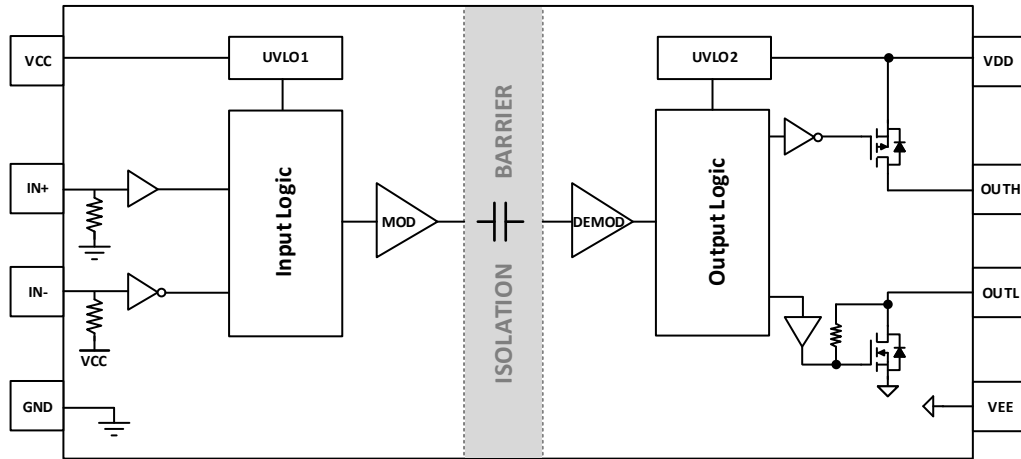 VCC
UVLO1
UVLO2
VDD
IN+
Input Logic
MOD
ISOLATION BARRIER
DEMOD
Output Logic
OUTH
IN-
VCC
OUTL
GND
VEE